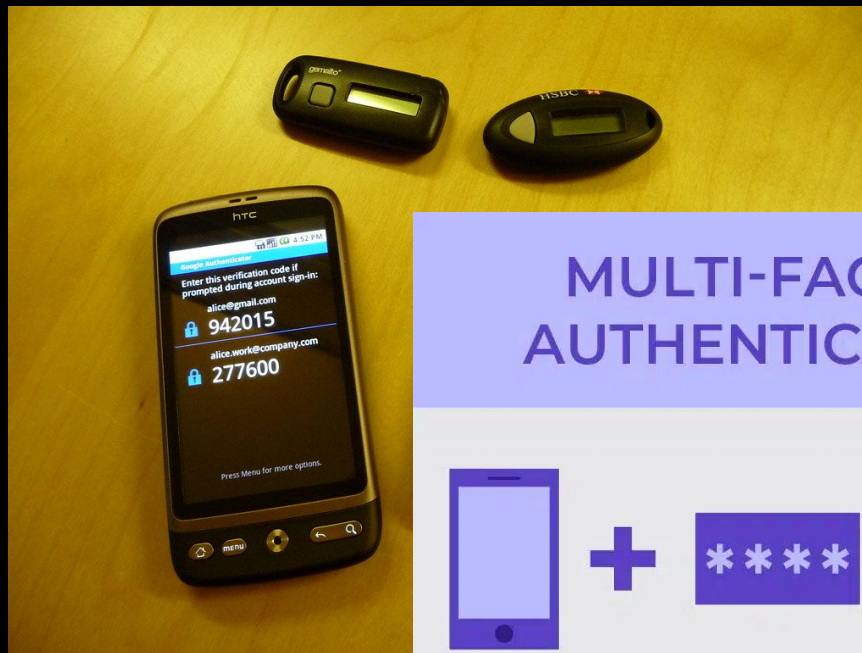 gemalto
HSBC
htc
4:52 PM
Google Authenticator
Enter this verification code if
prompted during account sign-in:
alice@gmail.com
942015
alice.work@company.com
277600
Press Menu for more options.
menu
MULTI-FAC
AUTHENTICA
****